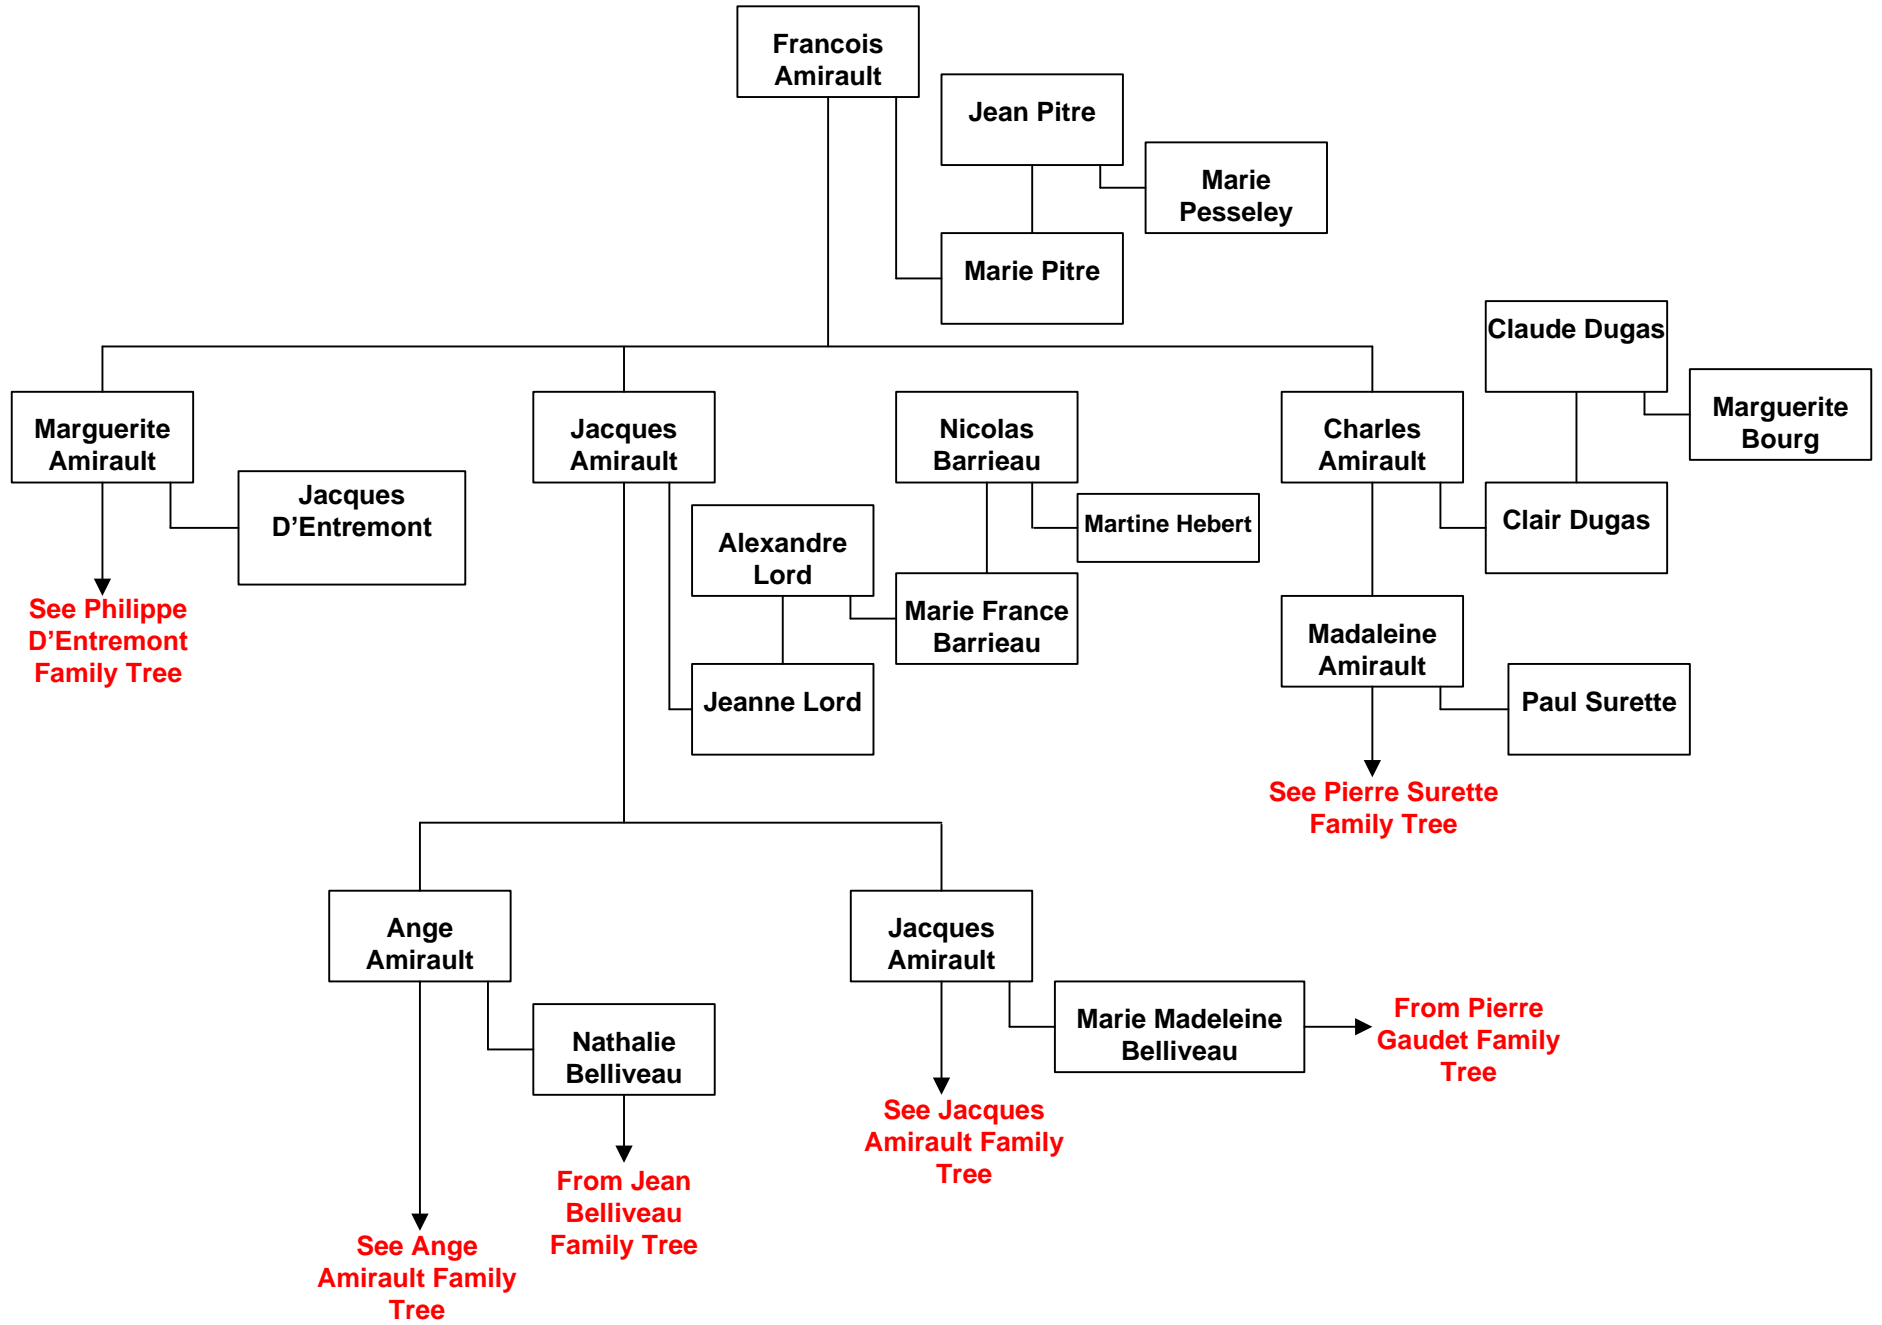 Francois
Amirault
Jean Pitre
Marie
Pesseley
Marie Pitre
Claude Dugas
Marguerite
Bourg
Marguerite
Amirault
Jacques
Amirault
Nicolas
Barrieau
Charles
Amirault
Jacques
D’Entremont
Martine Hebert
Clair Dugas
Alexandre
Lord
See Philippe
D’Entremont
Family Tree
Marie France
Barrieau
Madaleine
Amirault
Jeanne Lord
Paul Surette
See Pierre Surette
Family Tree
Ange
Amirault
Jacques
Amirault
Nathalie
Belliveau
Marie Madeleine
Belliveau
From Pierre
Gaudet Family
Tree
See Jacques
Amirault Family
Tree
From Jean
Belliveau
Family Tree
See Ange
Amirault Family
Tree